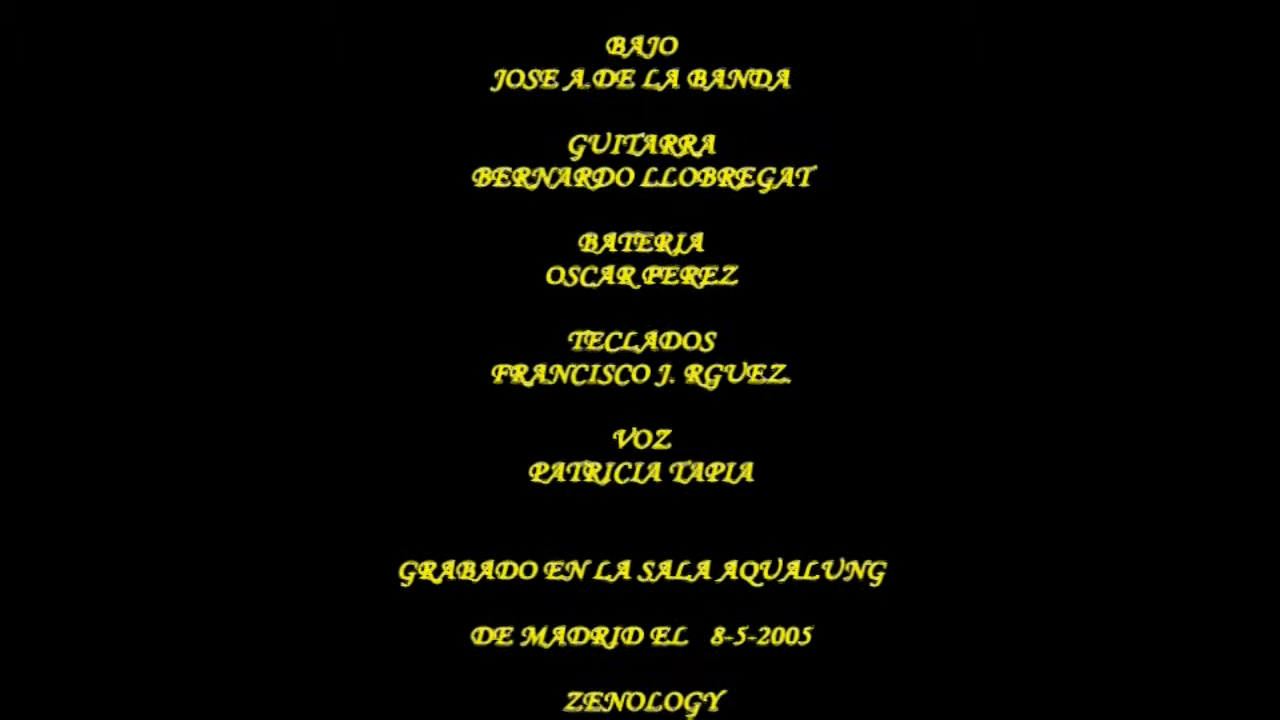 BAJO
JOSE A.DE LA BANDA
GUITARRA
BERNARDO LLOBREGAT
BATERIA
OSCAR PEREZ
TECLADOS
FRANCISCO J. RGUEZ.
VOZ
PATRICIA TAPIA
GRABADO EN LA SALA AQUALUNG
DE MADRID EL 8-5-2005
ZENOLOGY